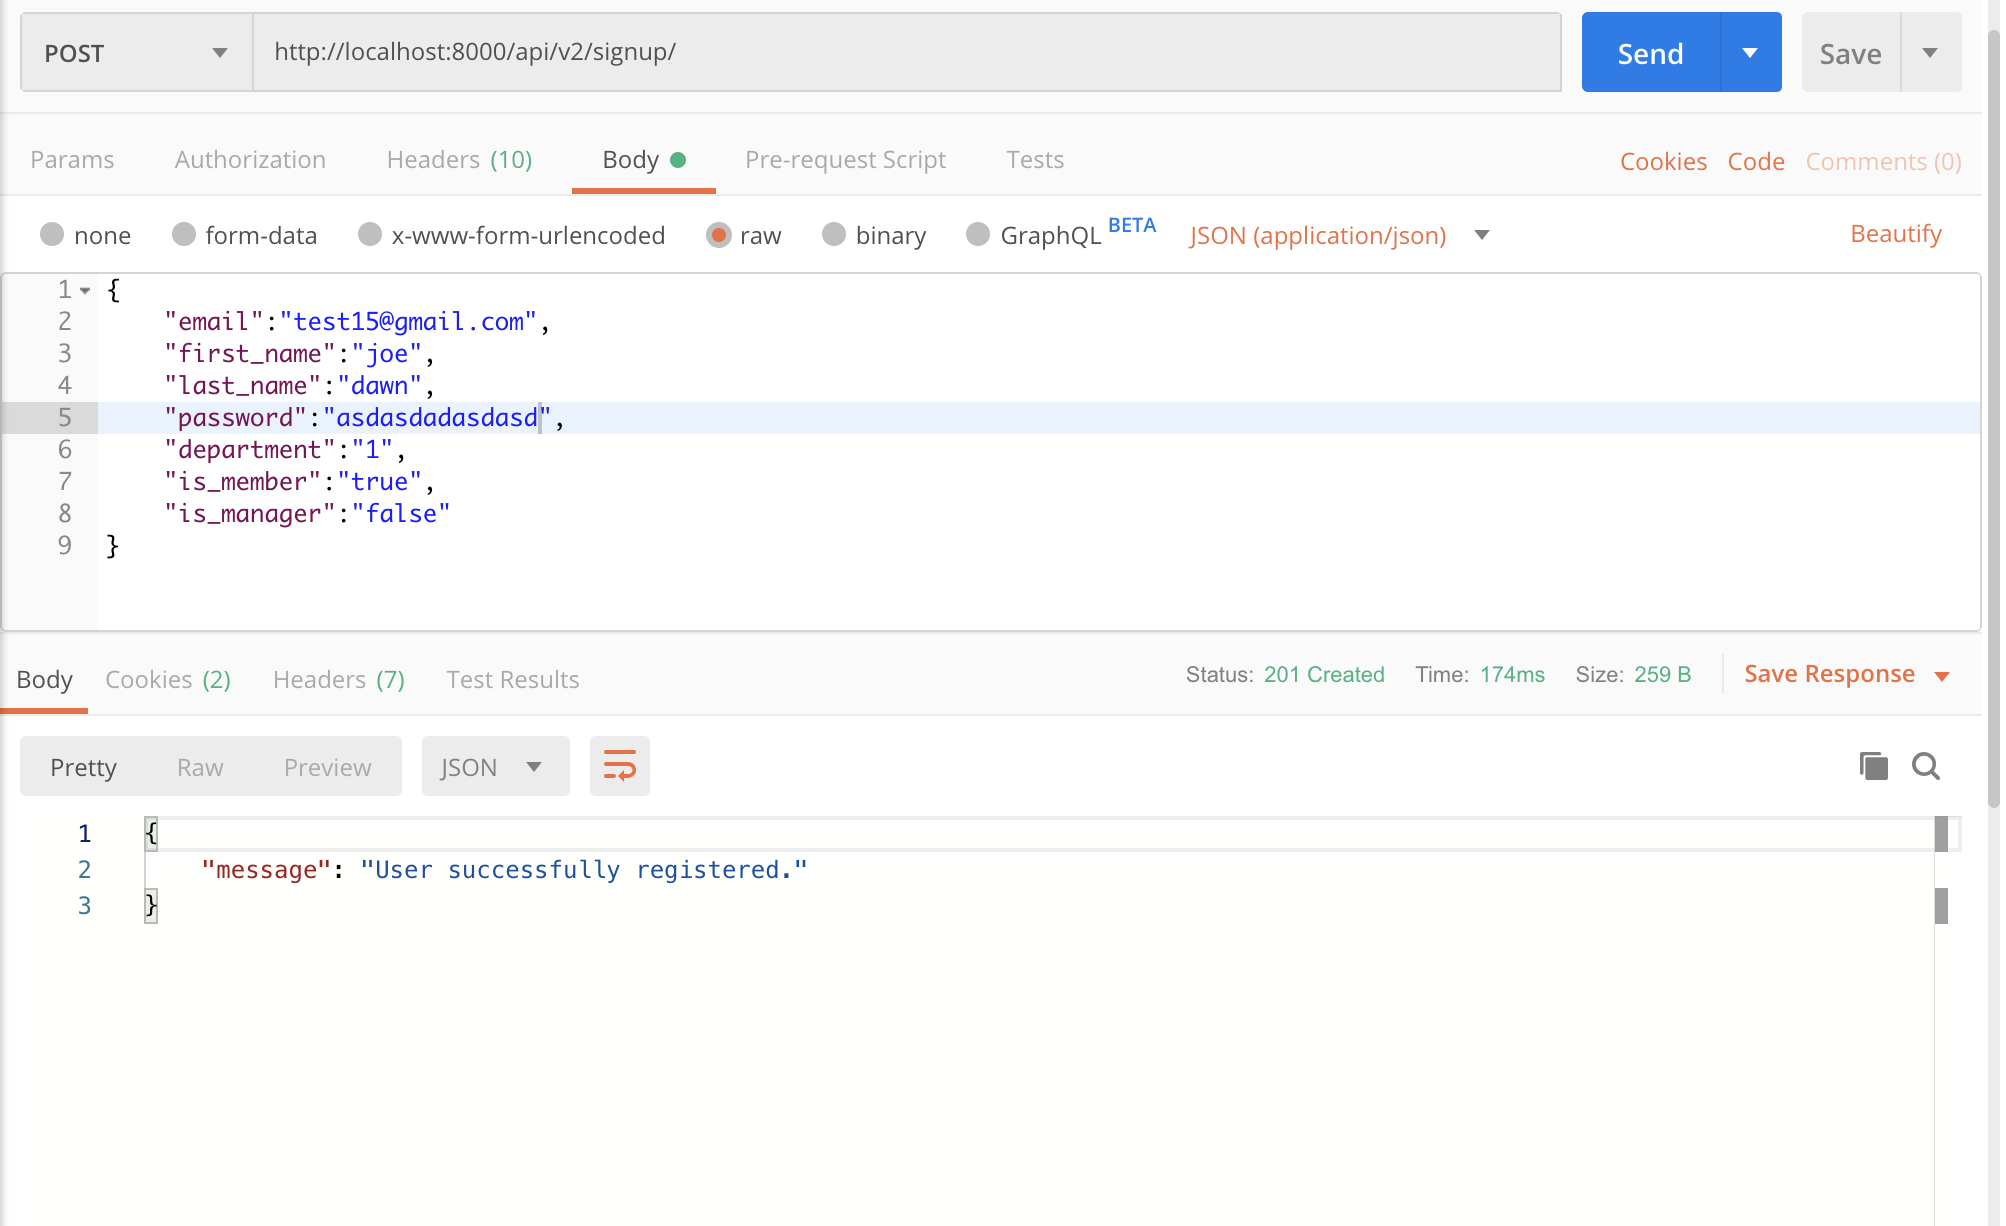 POST http://localhost:8000/api/v2/signup/ Send Save
Params Authorization Headers (10) Body Pre-request Script Tests Cookies Code Comments (0)
none form-data x-www-form-urlencoded raw binary GraphQL BETA JSON (application/json) Beautify
1 {
2 "email":"test15@gmail.com",
3 "first_name":"joe",
4 "last_name":"dawn",
5 "password":"asdasdadasdasd",
6 "department":"1",
7 "is_member":"true",
8 "is_manager":"false"
9 }
Body Cookies (2) Headers (7) Test Results Status: 201 Created Time: 174ms Size: 259 B Save Response
Pretty Raw Preview JSON
1 {
2 "message": "User successfully registered."
3 }